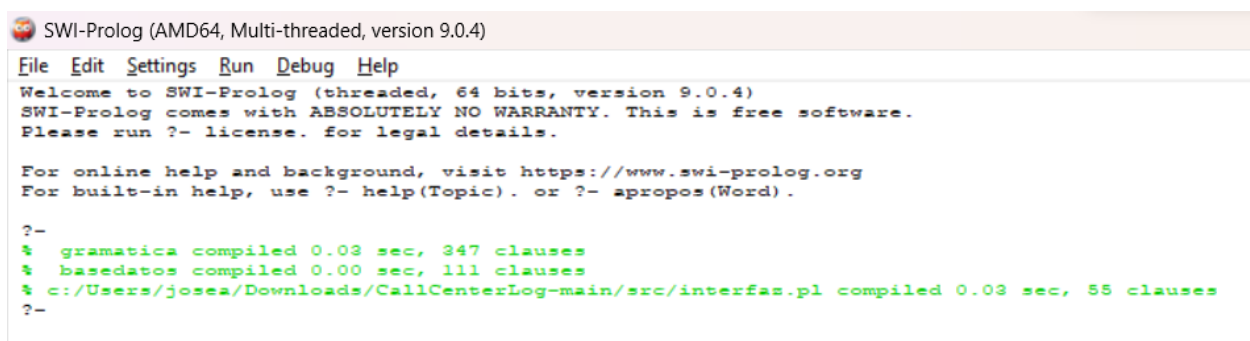 SWI-Prolog (AMD64, Multi-threaded, version 9.0.4)
File Edit Settings Run Debug Help
Welcome to SWI-Prolog (threaded, 64 bits, version 9.0.4)
SWI-Prolog comes with ABSOLUTELY NO WARRANTY. This is free software.
Please run ?- license. for legal details.
For online help and background, visit https://www.swi-prolog.org
For built-in help, use ?- help(Topic). or ?- apropos(Word).
?-
%   gramatica compiled 0.03 sec, 347 clauses
%   basedatos compiled 0.00 sec, 111 clauses
% c:/Users/josea/Downloads/CallCenterLog-main/src/interfaz.pl compiled 0.03 sec, 55 clauses
?-